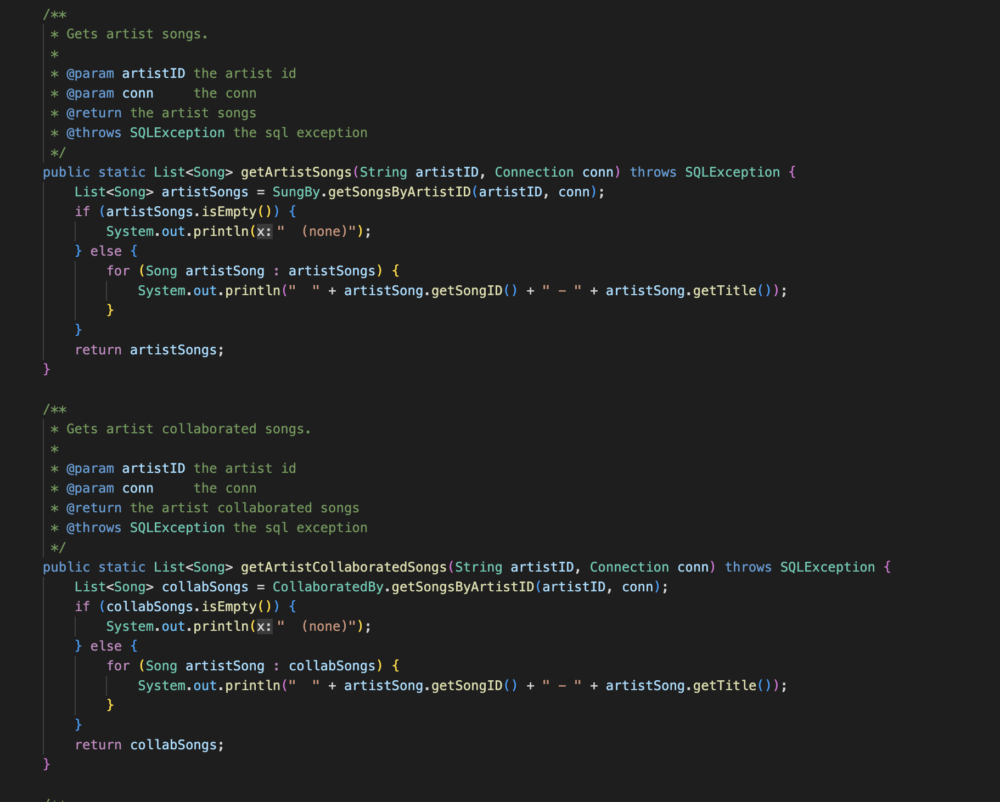 /**
 * Gets artist songs.
 *
 * @param artistID the artist id
 * @param conn     the conn
 * @return the artist songs
 * @throws SQLException the sql exception
 */
public static List<Song> getArtistSongs(String artistID, Connection conn) throws SQLException {
    List<Song> artistSongs = SungBy.getSongsByArtistID(artistID, conn);
    if (artistSongs.isEmpty()) {
        System.out.println(x:"  (none)");
    } else {
        for (Song artistSong : artistSongs) {
            System.out.println("  " + artistSong.getSongID() + " – " + artistSong.getTitle());
        }
    }
    return artistSongs;
}
/**
 * Gets artist collaborated songs.
 *
 * @param artistID the artist id
 * @param conn     the conn
 * @return the artist collaborated songs
 * @throws SQLException the sql exception
 */
public static List<Song> getArtistCollaboratedSongs(String artistID, Connection conn) throws SQLException {
    List<Song> collabSongs = CollaboratedBy.getSongsByArtistID(artistID, conn);
    if (collabSongs.isEmpty()) {
        System.out.println(x:"  (none)");
    } else {
        for (Song artistSong : collabSongs) {
            System.out.println("  " + artistSong.getSongID() + " – " + artistSong.getTitle());
        }
    }
    return collabSongs;
}